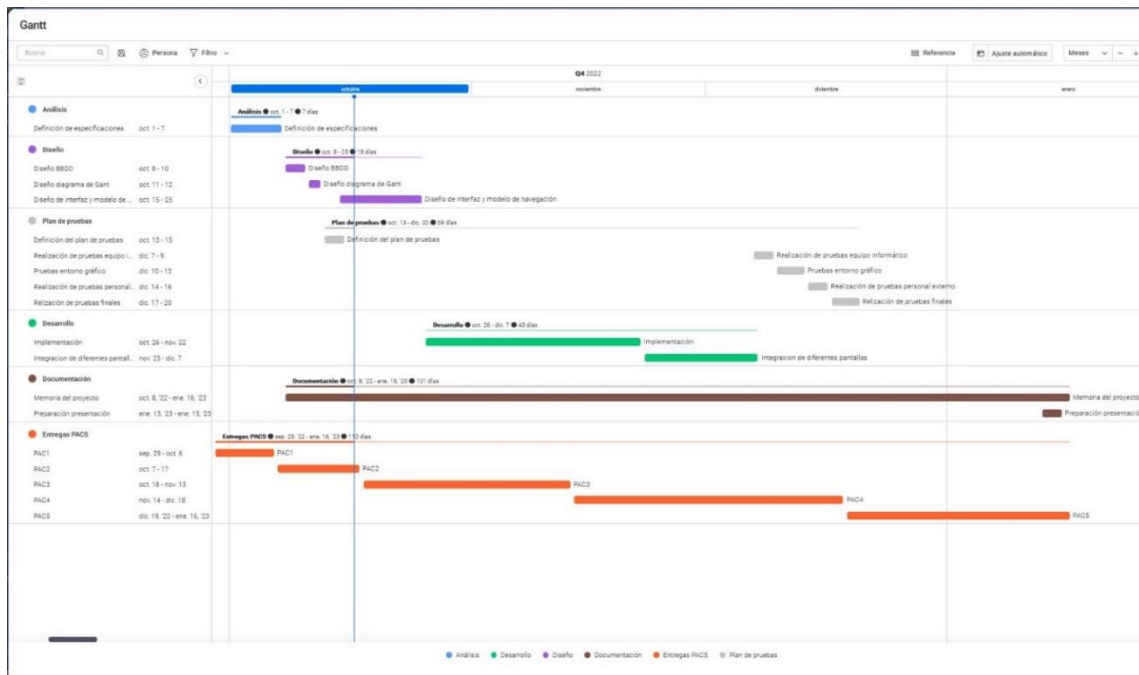 Gantt
Buscar Persona Filtro Referencia Ajuste automático Meses
Q4 2022
octubre noviembre diciembre enero
Análisis Análisis oct. 1 - 7 7 días
Definición de especificaciones oct. 1 - 7 Definición de especificaciones
Diseño Diseño oct. 8 - 25 18 días
Diseño BBDD oct. 8 - 10 Diseño BBDD
Diseño diagrama de Gant oct. 11 - 12 Diseño diagrama de Gant
Diseño de interfaz y modelo de ... oct. 15 - 25 Diseño de interfaz y modelo de navegación
Plan de pruebas Plan de pruebas oct. 13 - dic. 20 69 días
Definición del plan de pruebas oct. 13 - 15 Definición del plan de pruebas
Realización de pruebas equipo i... dic. 7 - 9 Realización de pruebas equipo informático
Pruebas entorno gráfico dic. 10 - 13 Pruebas entorno gráfico
Realización de pruebas personal... dic. 14 - 16 Realización de pruebas personal externo
Relización de pruebas finales dic. 17 - 20 Relización de pruebas finales
Desarrollo Desarrollo oct. 26 - dic. 7 43 días
Implementación oct. 26 - nov. 22 Implementación
Integracion de diferentes pantall... nov. 23 - dic. 7 Integracion de diferentes pantallas
Documentación Documentación oct. 8, '22 - ene. 16, '23 101 días
Memoria del proyecto oct. 8, '22 - ene. 16, '23 Memoria del proyecto
Preparación presentación ene. 13, '23 - ene. 15, '23 Preparación presentació
Entregas PACS Entregas PACS sep. 29, '22 - ene. 16, '23 110 días
PAC1 sep. 29 - oct. 6 PAC1
PAC2 oct. 7 - 17 PAC2
PAC3 oct. 18 - nov. 13 PAC3
PAC4 nov. 14 - dic. 18 PAC4
PAC5 dic. 19, '22 - ene. 16, '23 PAC5
Análisis Desarrollo Diseño Documentación Entregas PACS Plan de pruebas